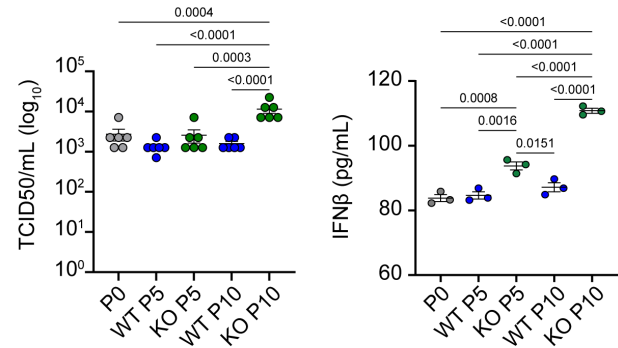 0.0004
<0.0001
0.0003
<0.0001
TCID50/mL (log10)
10⁵
10⁴
10³
10²
10¹
10⁰
P0
WT P5
KO P5
WT P10
KO P10
<0.0001
<0.0001
<0.0001
0.0008
<0.0001
0.0016
0.0151
IFNβ (pg/mL)
120
100
80
60
P0
WT P5
KO P5
WT P10
KO P10